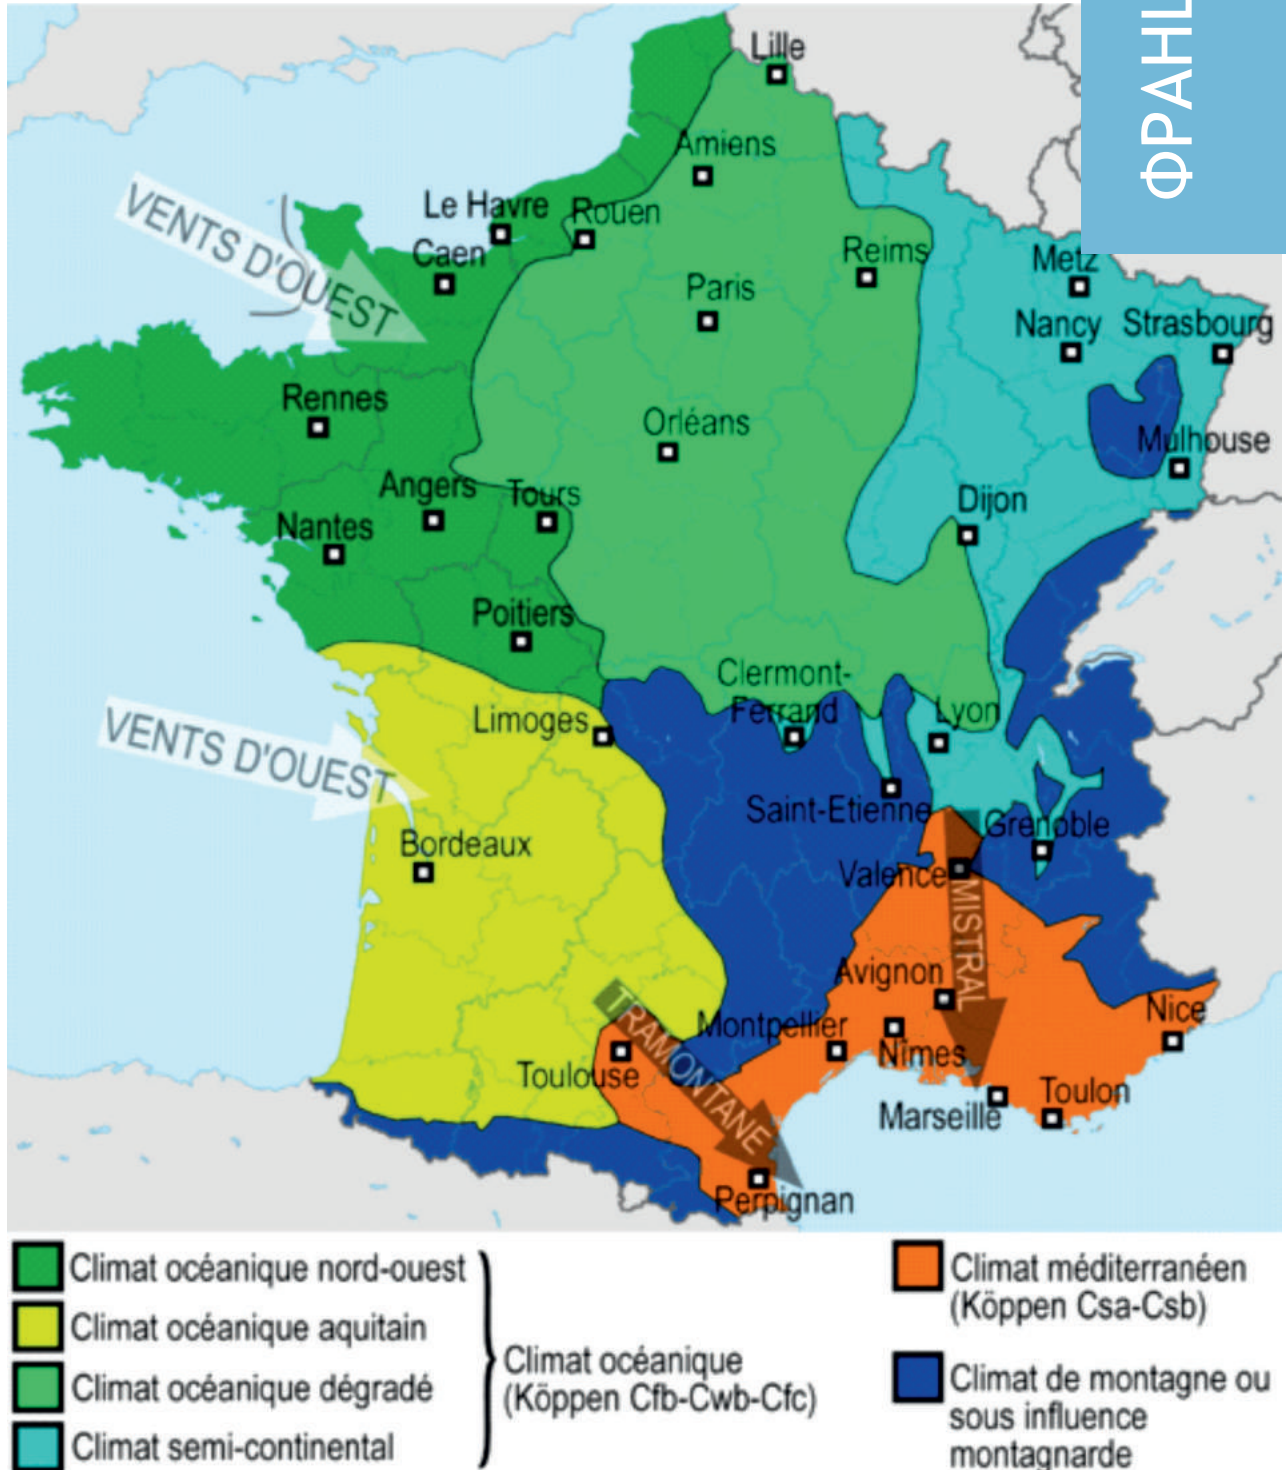 ФРАН
Lille
Amiens
VENTS D'OUEST
Le Havre
Rouen
Caen
Reims
Metz
Paris
Nancy
Strasbourg
Rennes
Orléans
Mulhouse
Angers
Tours
Dijon
Nantes
Poitiers
Clermont-
Ferrand
Limoges
Lyon
VENTS D'OUEST
Saint-Etienne
Grenoble
Bordeaux
Valence
MISTRAL
Avignon
TRAMONTANE
Montpellier
Nice
Nîmes
Toulouse
Toulon
Marseille
Perpignan
Climat océanique nord-ouest
Climat océanique aquitain
Climat océanique dégradé
Climat semi-continental
Climat océanique
(Köppen Cfb-Cwb-Cfc)
Climat méditerranéen
(Köppen Csa-Csb)
Climat de montagne ou
sous influence
montagnarde